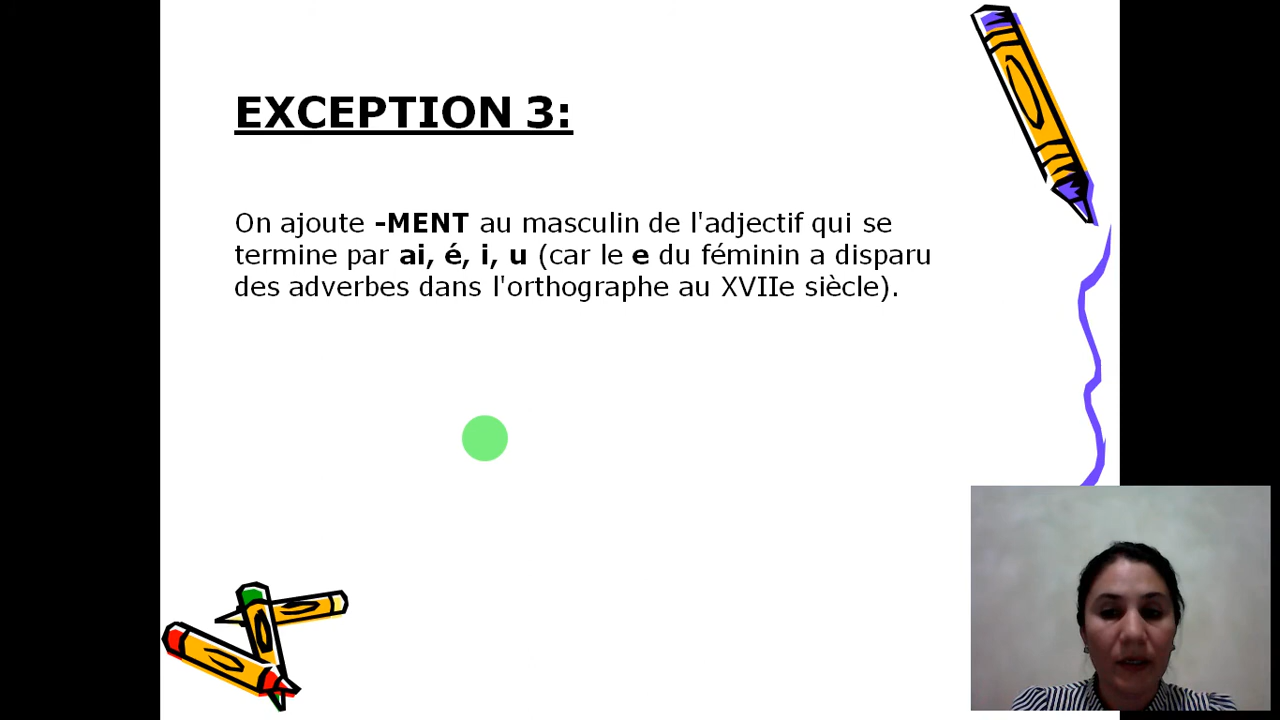 EXCEPTION 3:
On ajoute -MENT au masculin de l'adjectif qui se
termine par ai, é, i, u (car le e du féminin a disparu
des adverbes dans l'orthographe au XVIIe siècle).